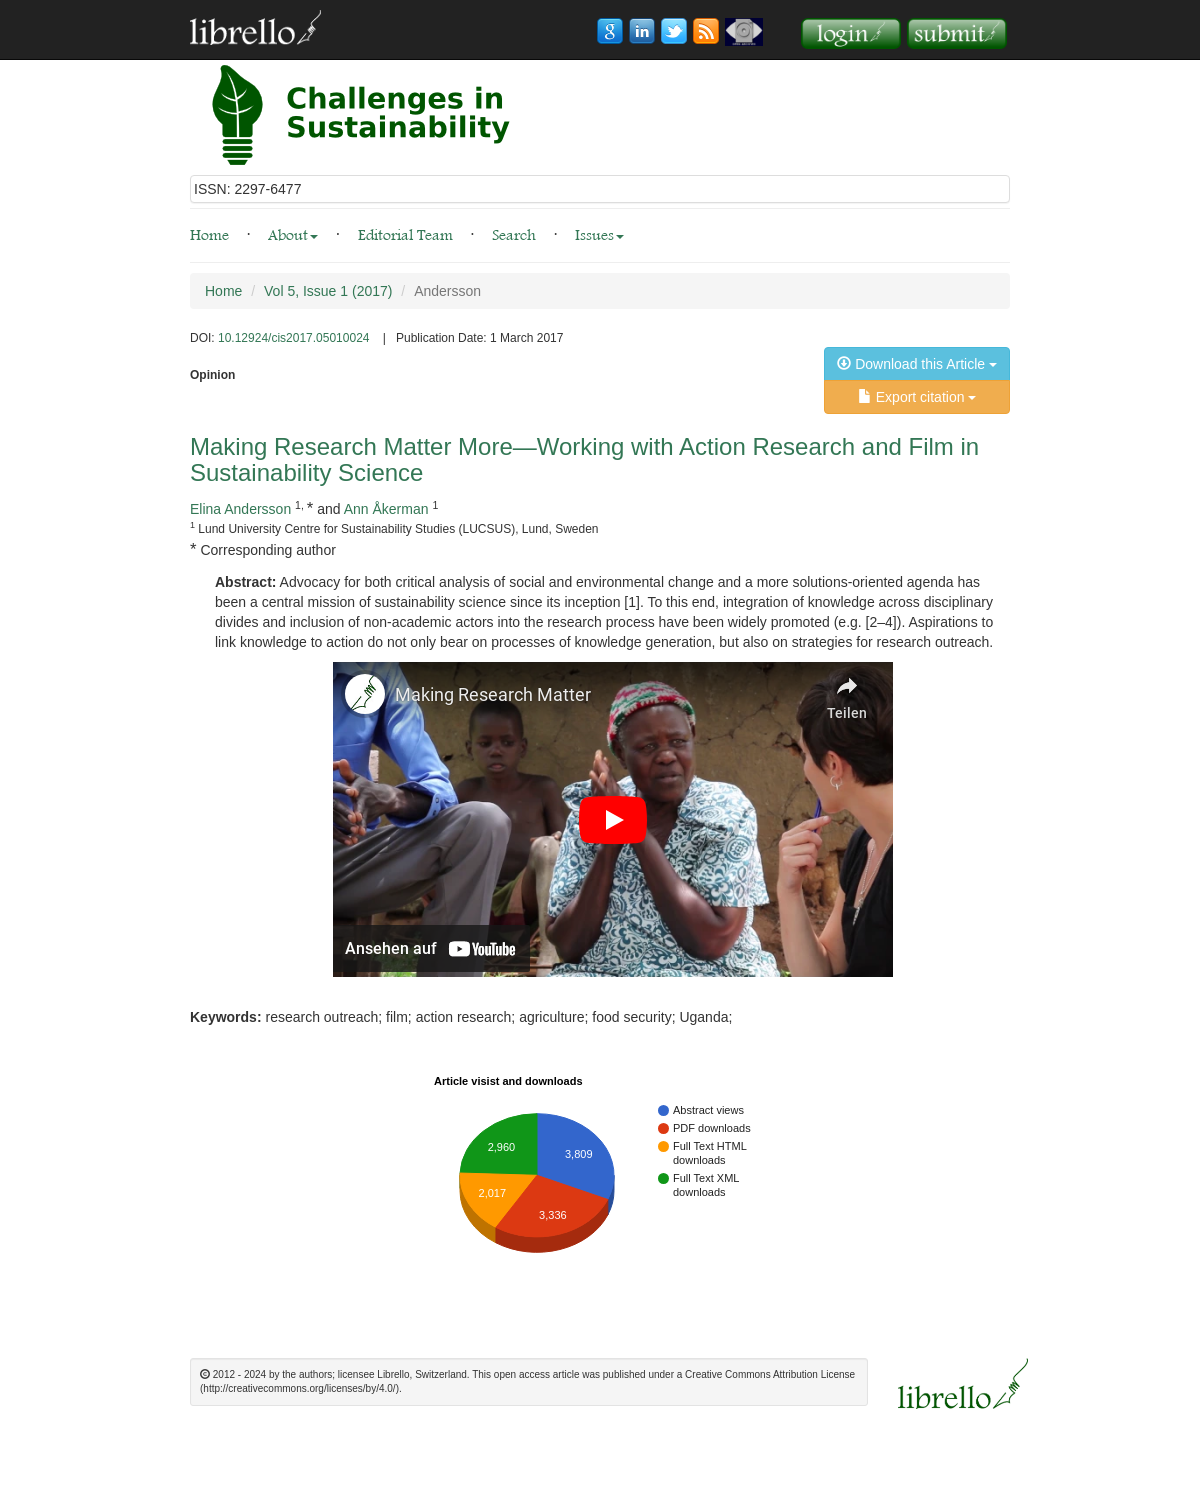 librello
login
submit
Challenges in
Sustainability
ISSN: 2297-6477
Home · About · Editorial Team · Search · Issues
Home / Vol 5, Issue 1 (2017) / Andersson
DOI: 10.12924/cis2017.05010024 | Publication Date: 1 March 2017
Download this Article
Opinion
Export citation
Making Research Matter More—Working with Action Research and Film in
Sustainability Science
Elina Andersson 1, * and Ann Åkerman 1
1 Lund University Centre for Sustainability Studies (LUCSUS), Lund, Sweden
* Corresponding author
Abstract: Advocacy for both critical analysis of social and environmental change and a more solutions-oriented agenda has
been a central mission of sustainability science since its inception [1]. To this end, integration of knowledge across disciplinary
divides and inclusion of non-academic actors into the research process have been widely promoted (e.g. [2–4]). Aspirations to
link knowledge to action do not only bear on processes of knowledge generation, but also on strategies for research outreach.
Making Research Matter
Teilen
Ansehen auf YouTube
Keywords: research outreach; film; action research; agriculture; food security; Uganda;
Article visist and downloads
3,809
3,336
2,017
2,960
Abstract views
PDF downloads
Full Text HTML
downloads
Full Text XML
downloads
© 2012 - 2024 by the authors; licensee Librello, Switzerland. This open access article was published under a Creative Commons Attribution License
(http://creativecommons.org/licenses/by/4.0/).
librello